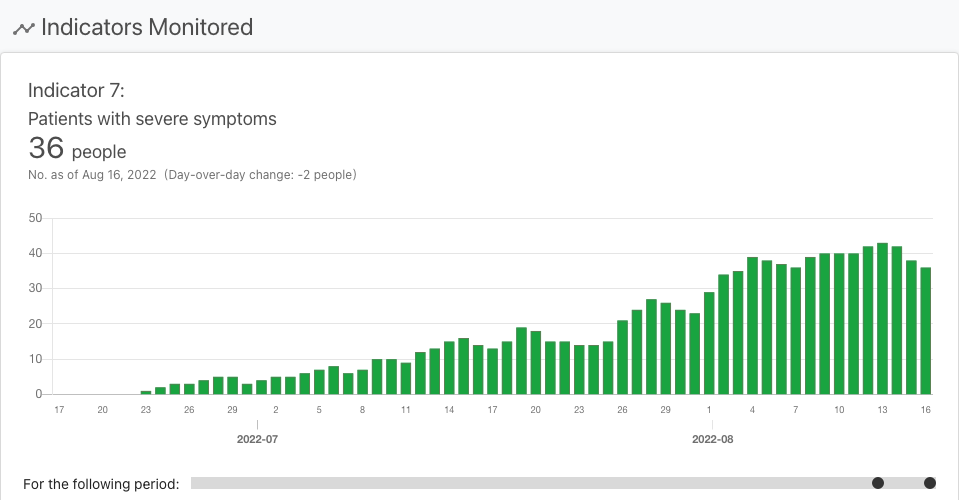 Indicators Monitored
Indicator 7:
Patients with severe symptoms
36 people
No. as of Aug 16, 2022 (Day-over-day change: -2 people)
50
40
30
20
10
0
17 20 23 26 29 2 5 8 11 14 17 20 23 26 29 1 4 7 10 13 16
2022-07 2022-08
For the following period: